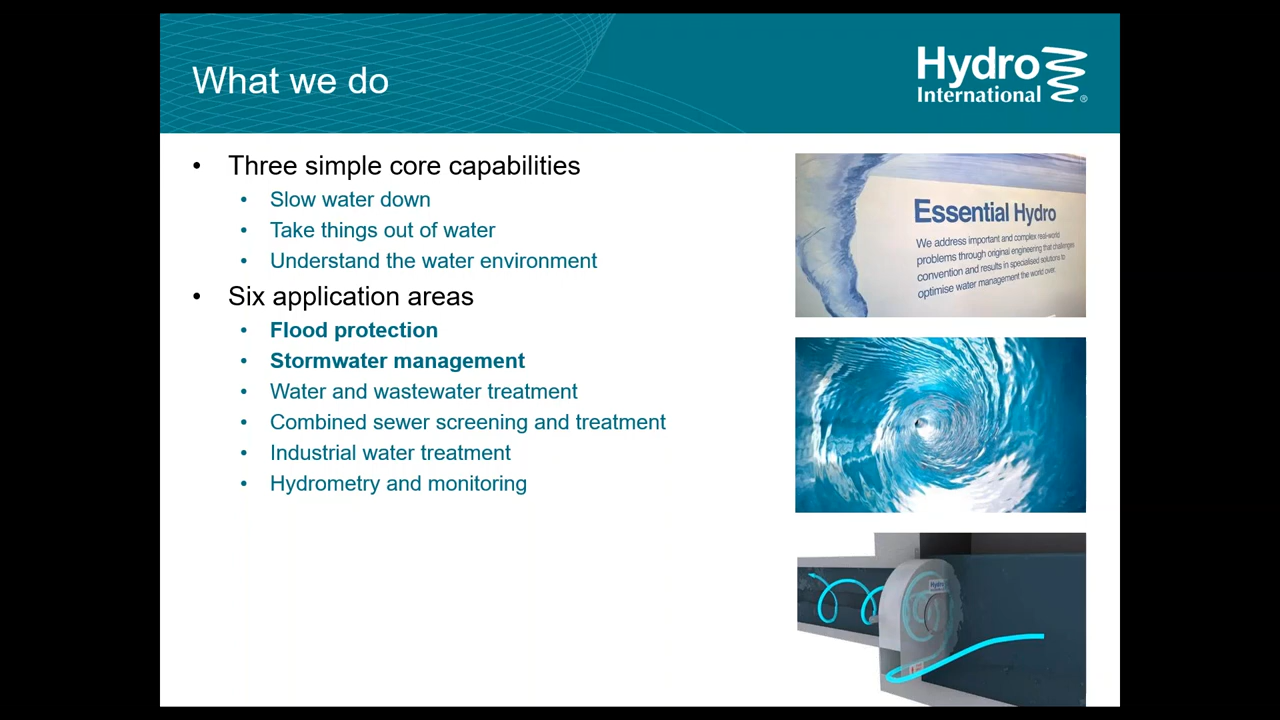 What we do
Hydro
International
®
• Three simple core capabilities
• Slow water down
• Take things out of water
• Understand the water environment
• Six application areas
• Flood protection
• Stormwater management
• Water and wastewater treatment
• Combined sewer screening and treatment
• Industrial water treatment
• Hydrometry and monitoring
Essential Hydro
We address important and complex real-world
problems through original engineering that challenges
convention and results in specialised solutions to
optimise water management the world over.
Hydro